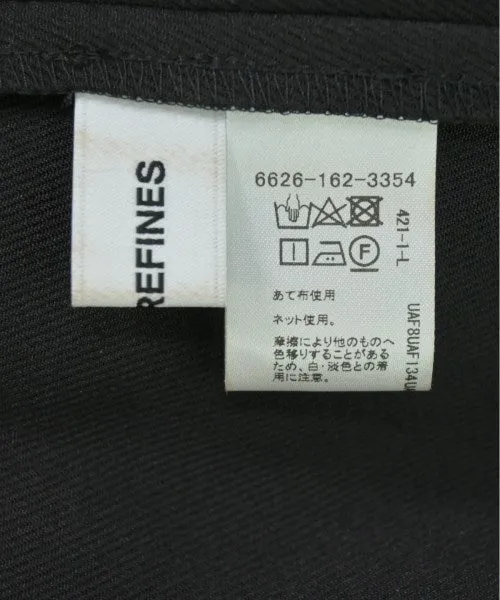 REFINES
6626-162-3354
421-1-L
F
あて布使用
ネット使用。
摩擦により他のものへ
色移りすることがある
ため、白・淡色との着
用に注意。
UAF8UAF134U